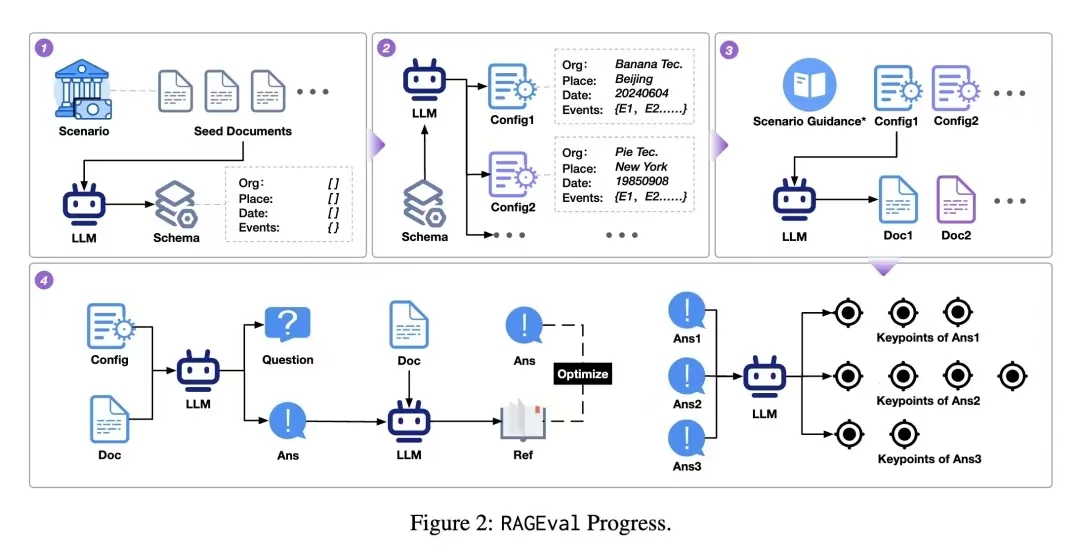 1
Scenario
Seed Documents
LLM
Schema
Org: [ ]
Place: [ ]
Date: [ ]
Events: { }
2
LLM
Schema
Config1
Org: Banana Tec.
Place: Beijing
Date: 20240604
Events: {E1, E2......}
Config2
Org: Pie Tec.
Place: New York
Date: 19850908
Events: {E1, E2......}
3
Scenario Guidance*
Config1
Config2
LLM
Doc1
Doc2
4
Config
Doc
LLM
Question
Ans
Doc
LLM
Ans
Optimize
Ref
Ans1
Ans2
Ans3
LLM
Keypoints of Ans1
Keypoints of Ans2
Keypoints of Ans3
Figure 2: RAGEval Progress.